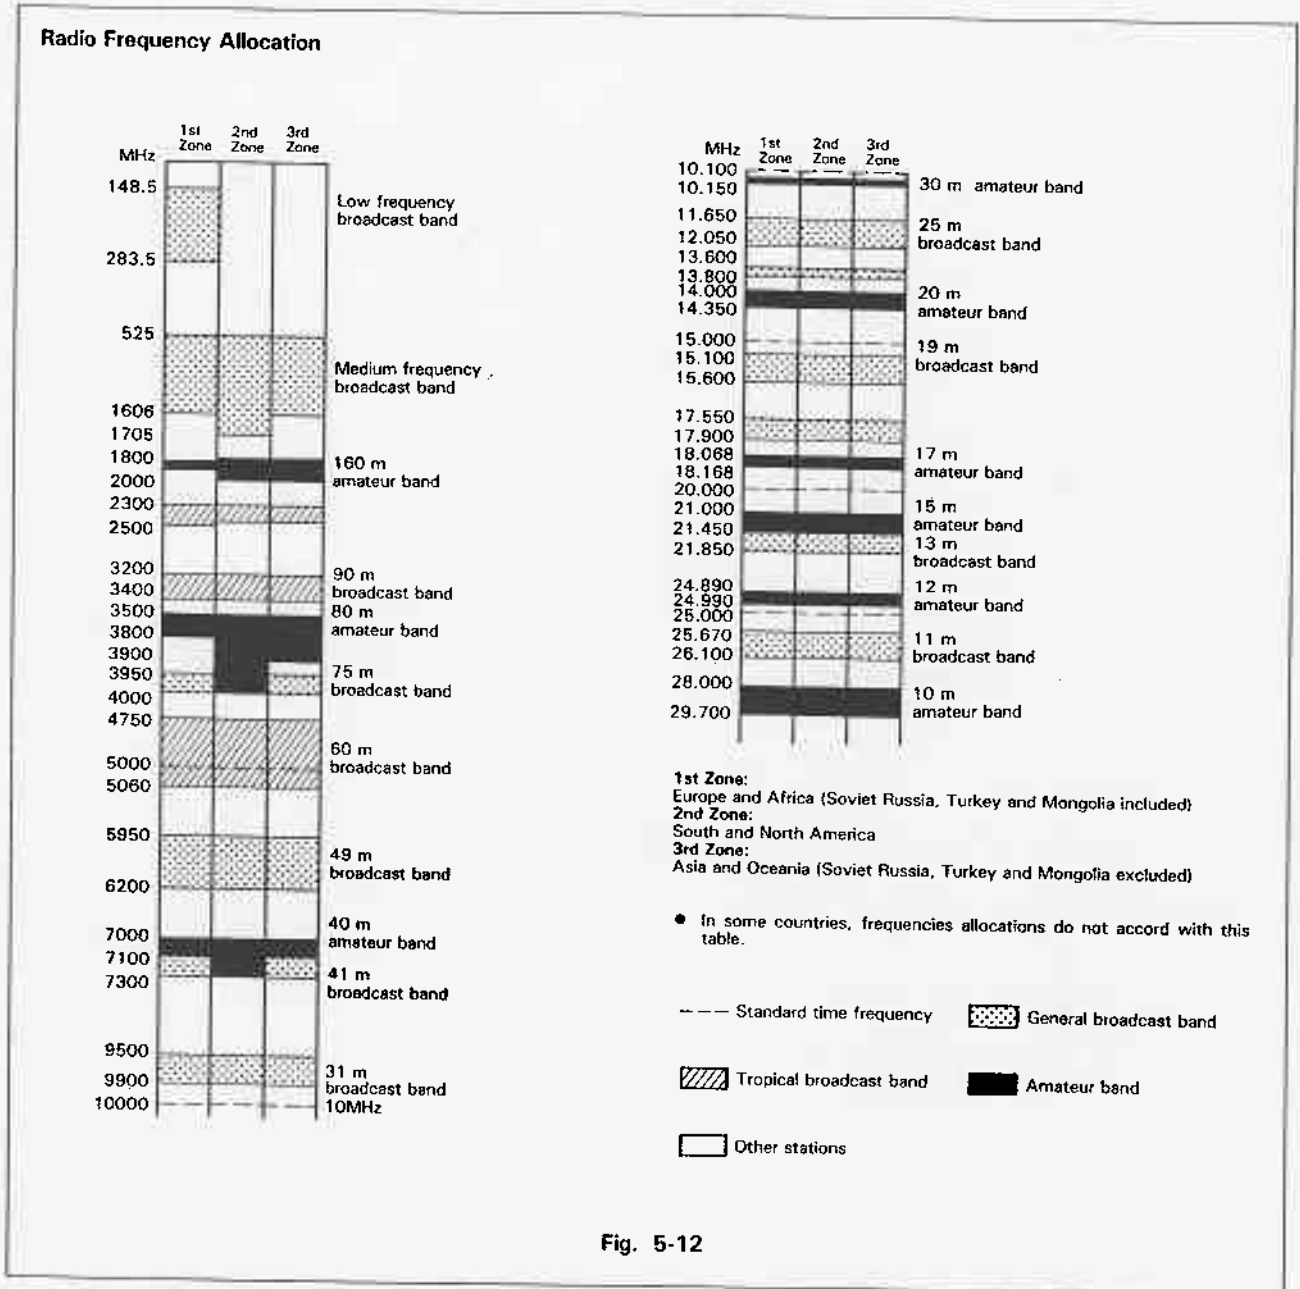 Radio Frequency Allocation
MHz
1st Zone
2nd Zone
3rd Zone
148.5
283.5
Low frequency
broadcast band
525
1606
1705
Medium frequency
broadcast band
1800
2000
160 m
amateur band
2300
2500
3200
3400
90 m
broadcast band
3500
3800
3900
80 m
amateur band
3950
4000
75 m
broadcast band
4750
5000
5060
60 m
broadcast band
5950
6200
49 m
broadcast band
7000
7100
7300
40 m
amateur band
41 m
broadcast band
9500
9900
31 m
broadcast band
10000
10MHz
MHz
1st Zone
2nd Zone
3rd Zone
10.100
10.150
30 m amateur band
11.650
12.050
25 m
broadcast band
13.600
13.800
14.000
14.350
20 m
amateur band
15.000
15.100
15.600
19 m
broadcast band
17.550
17.900
18.068
18.168
17 m
amateur band
20.000
21.000
21.450
15 m
amateur band
21.850
13 m
broadcast band
24.890
24.990
12 m
amateur band
25.000
25.670
26.100
11 m
broadcast band
28.000
29.700
10 m
amateur band
1st Zone:
Europe and Africa (Soviet Russia, Turkey and Mongolia included)
2nd Zone:
South and North America
3rd Zone:
Asia and Oceania (Soviet Russia, Turkey and Mongolia excluded)
● In some countries, frequencies allocations do not accord with this
table.
Standard time frequency
General broadcast band
Tropical broadcast band
Amateur band
Other stations
Fig. 5-12